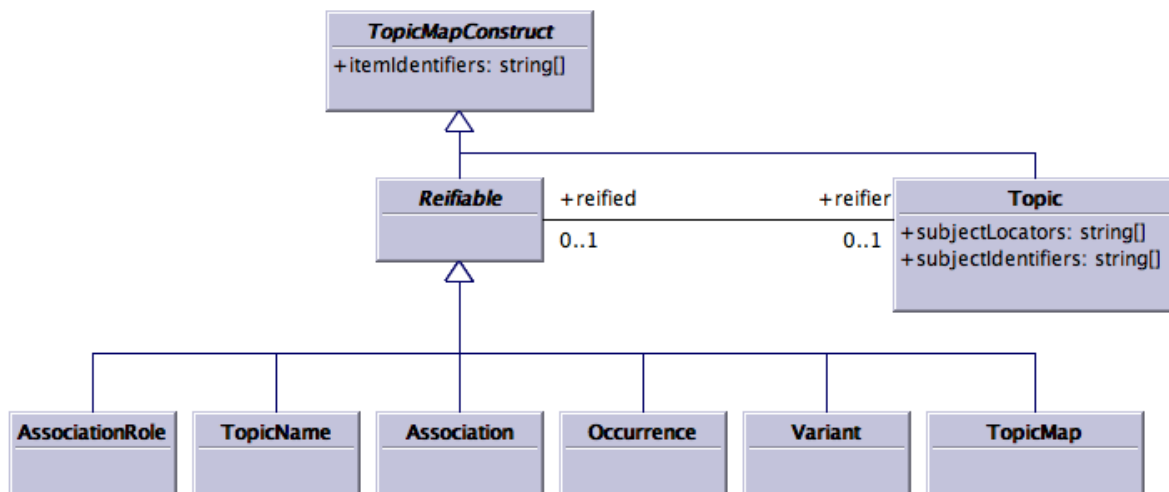 TopicMapConstruct
+itemIdentifiers: string[]
Reifiable
+reified
+reifier
0..1
0..1
Topic
+subjectLocators: string[]
+subjectIdentifiers: string[]
AssociationRole
TopicName
Association
Occurrence
Variant
TopicMap